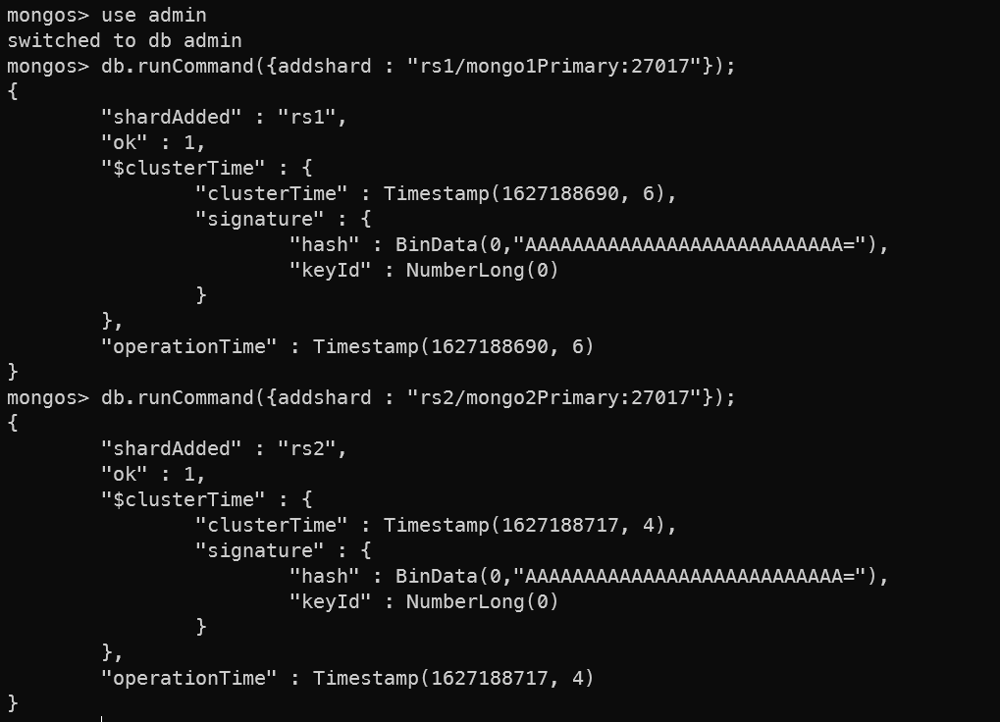 mongos> use admin
switched to db admin
mongos> db.runCommand({addshard : "rs1/mongo1Primary:27017"});
{
        "shardAdded" : "rs1",
        "ok" : 1,
        "$clusterTime" : {
                "clusterTime" : Timestamp(1627188690, 6),
                "signature" : {
                        "hash" : BinData(0,"AAAAAAAAAAAAAAAAAAAAAAAAAAA="),
                        "keyId" : NumberLong(0)
                }
        },
        "operationTime" : Timestamp(1627188690, 6)
}
mongos> db.runCommand({addshard : "rs2/mongo2Primary:27017"});
{
        "shardAdded" : "rs2",
        "ok" : 1,
        "$clusterTime" : {
                "clusterTime" : Timestamp(1627188717, 4),
                "signature" : {
                        "hash" : BinData(0,"AAAAAAAAAAAAAAAAAAAAAAAAAAA="),
                        "keyId" : NumberLong(0)
                }
        },
        "operationTime" : Timestamp(1627188717, 4)
}